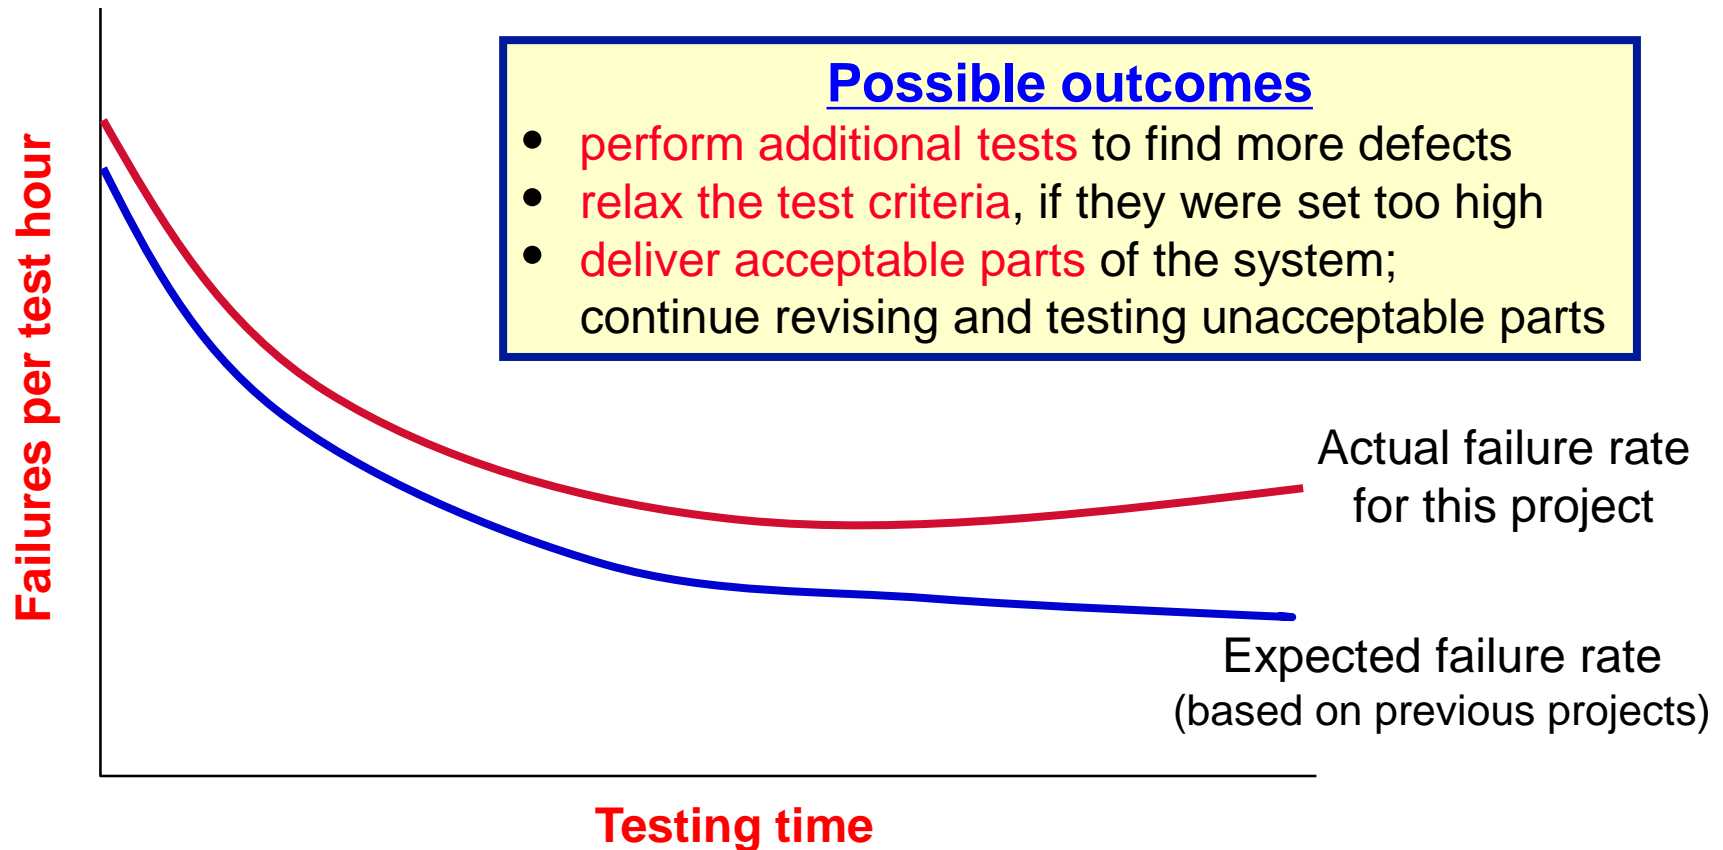 Failures per test hour
Possible outcomes
• perform additional tests to find more defects
• relax the test criteria, if they were set too high
• deliver acceptable parts of the system;
continue revising and testing unacceptable parts
Actual failure rate
for this project
Expected failure rate
(based on previous projects)
Testing time